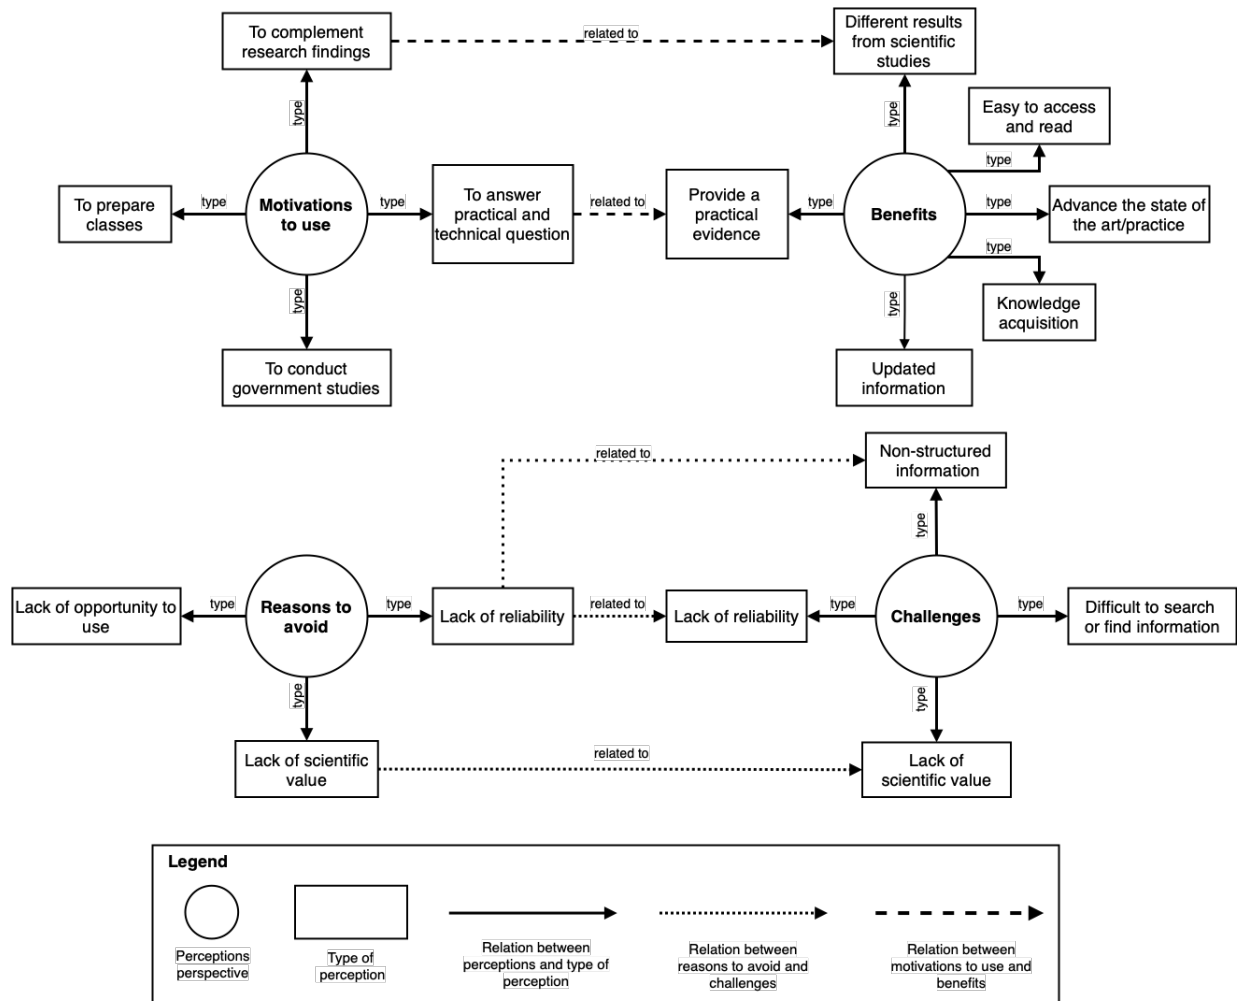 To complement
research findings
related to
Different results
from scientific
studies
type
type
Easy to access
and read
type
To prepare
classes
type
Motivations
to use
type
To answer
practical and
technical question
related to
Provide a
practical
evidence
type
Benefits
type
Advance the state of
the art/practice
type
Knowledge
acquisition
type
type
To conduct
government studies
Updated
information
related to
Non-structured
information
type
Lack of opportunity to
use
type
Reasons to
avoid
type
Lack of reliability
related to
Lack of reliability
type
Challenges
type
Difficult to search
or find information
type
type
Lack of scientific
value
related to
Lack of
scientific value
Legend
Perceptions
perspective
Type of
perception
Relation between
perceptions and type of
perception
Relation between
reasons to avoid and
challenges
Relation between
motivations to use and
benefits